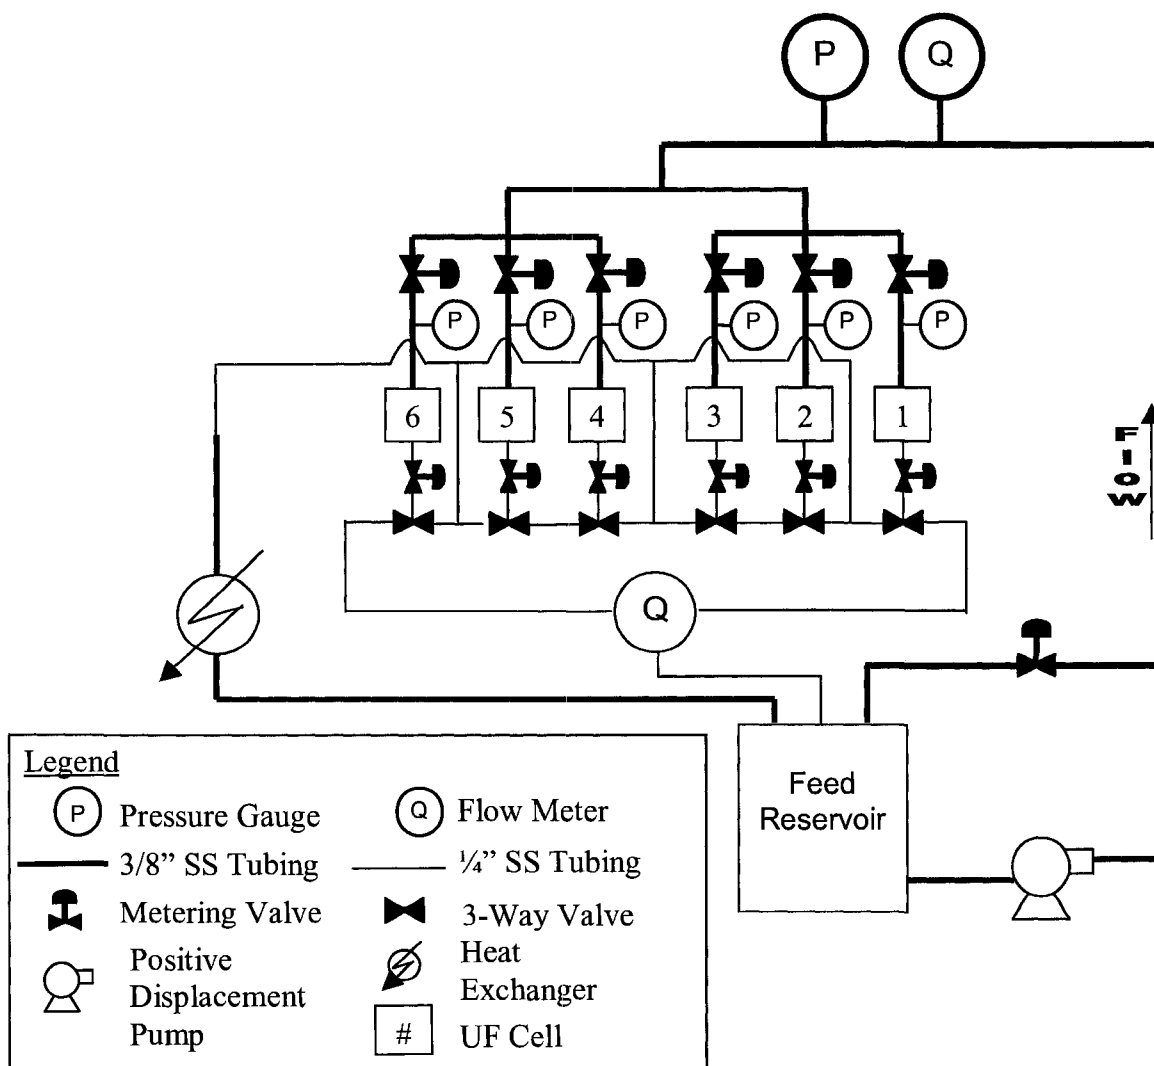 P Q
P P P P P P
6 5 4 3 2 1
FlOW
Q
Feed
Reservoir
Legend
P Pressure Gauge
Q Flow Meter
3/8” SS Tubing
¼” SS Tubing
Metering Valve
3-Way Valve
Positive
Displacement
Pump
Heat
Exchanger
# UF Cell